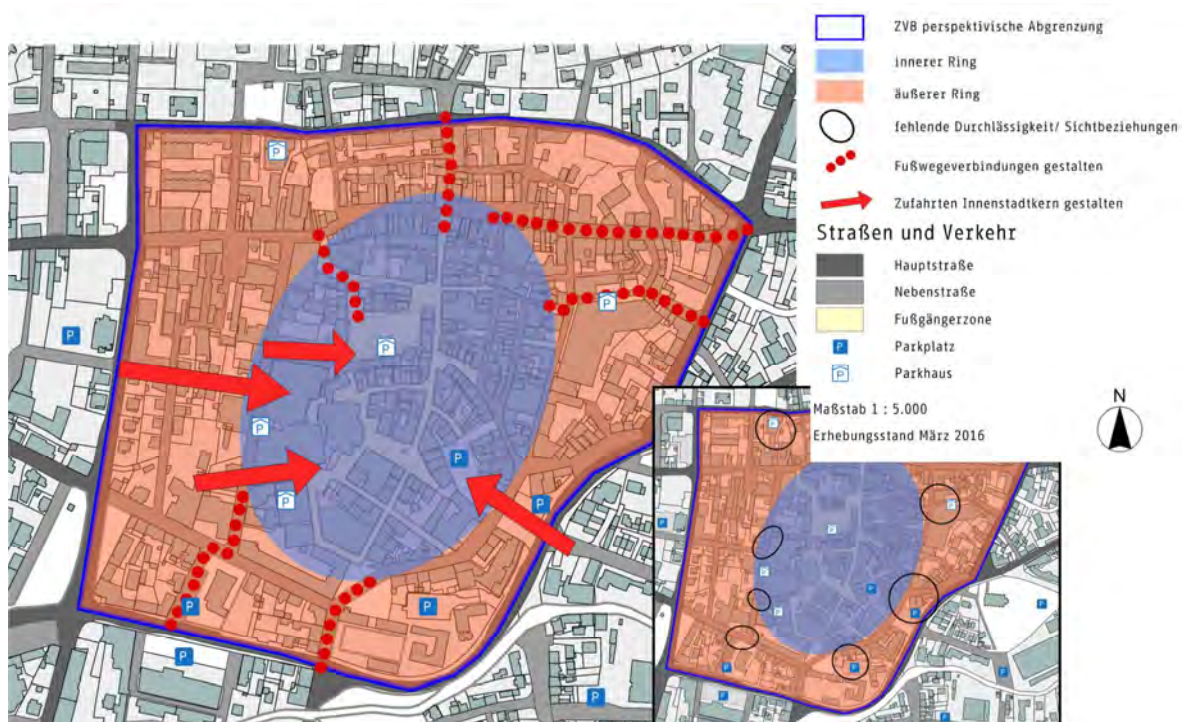 ZVB perspektivische Abgrenzung
innerer Ring
äußerer Ring
fehlende Durchlässigkeit/ Sichtbeziehungen
Fußwegeverbindungen gestalten
Zufahrten Innenstadtkern gestalten
Straßen und Verkehr
Hauptstraße
Nebenstraße
Fußgängerzone
P Parkplatz
P Parkhaus
Maßstab 1 : 5.000
Erhebungsstand März 2016
N
P
P
P
P
P
P
P
P
P
P
P
P
P